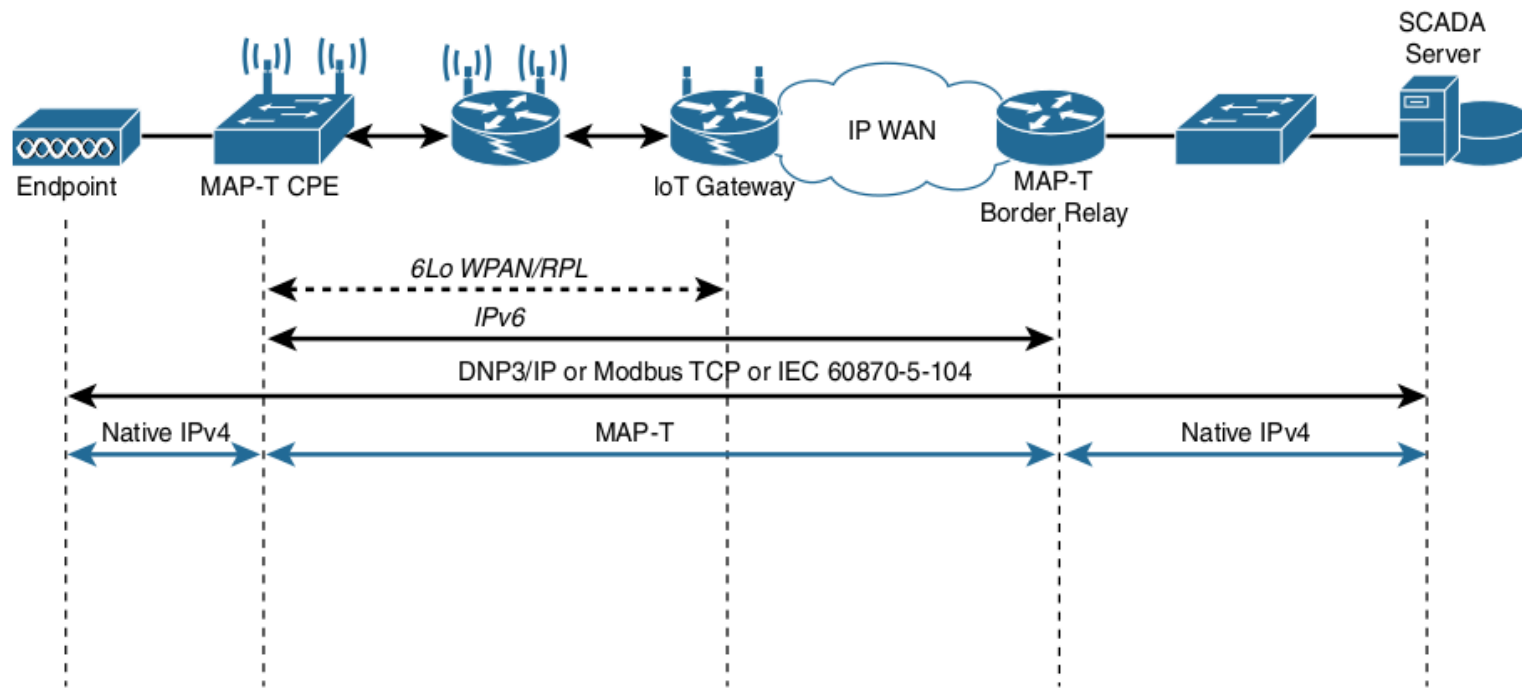 SCADA
Server
IP WAN
Endpoint
MAP-T CPE
IoT Gateway
MAP-T
Border Relay
6Lo WPAN/RPL
IPv6
DNP3/IP or Modbus TCP or IEC 60870-5-104
Native IPv4
MAP-T
Native IPv4